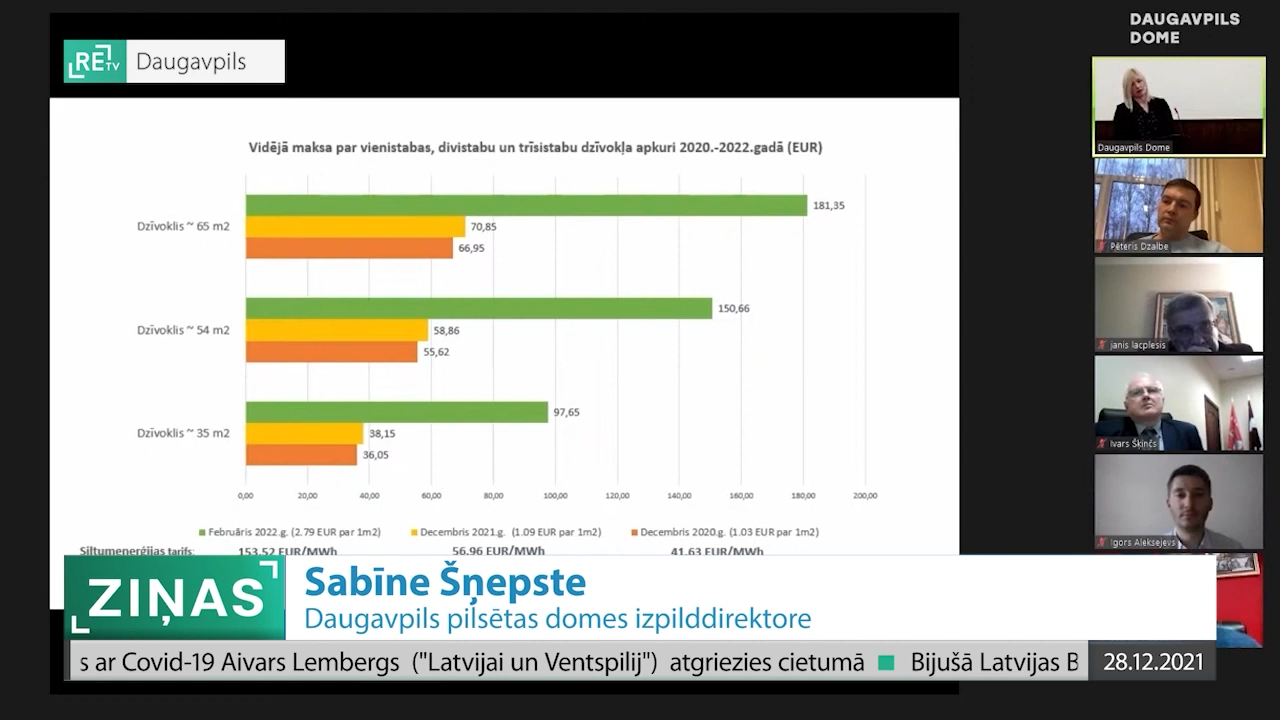 DAUGAVPILS
DOME
RE TV Daugavpils
Vidējā maksa par vienistabas, divistabu un trīsistabu dzīvokļa apkuri 2020.-2022.gadā (EUR)
Dzīvoklis ~ 65 m2
181,35
70,85
66,95
Dzīvoklis ~ 54 m2
150,66
58,86
55,62
Dzīvoklis ~ 35 m2
97,65
38,15
36,05
0,00 20,00 40,00 60,00 80,00 100,00 120,00 140,00 160,00 180,00 200,00
Februāris 2022.g. (2.79 EUR par 1m2) Decembris 2021.g. (1.09 EUR par 1m2) Decembris 2020.g. (1.03 EUR par 1m2)
Siltumenerģijas tarifs: 153.52 EUR/MWh 56.96 EUR/MWh 41.63 EUR/MWh
Daugavpils Dome
Pēteris Dzalbe
janis lacplesis
Ivars Šķinčs
Igors Aleksejevs
ZIŅAS
Sabīne Šņepste
Daugavpils pilsētas domes izpilddirektore
s ar Covid-19 Aivars Lembergs ("Latvijai un Ventspilij") atgriezies cietumā Bijušā Latvijas B
28.12.2021